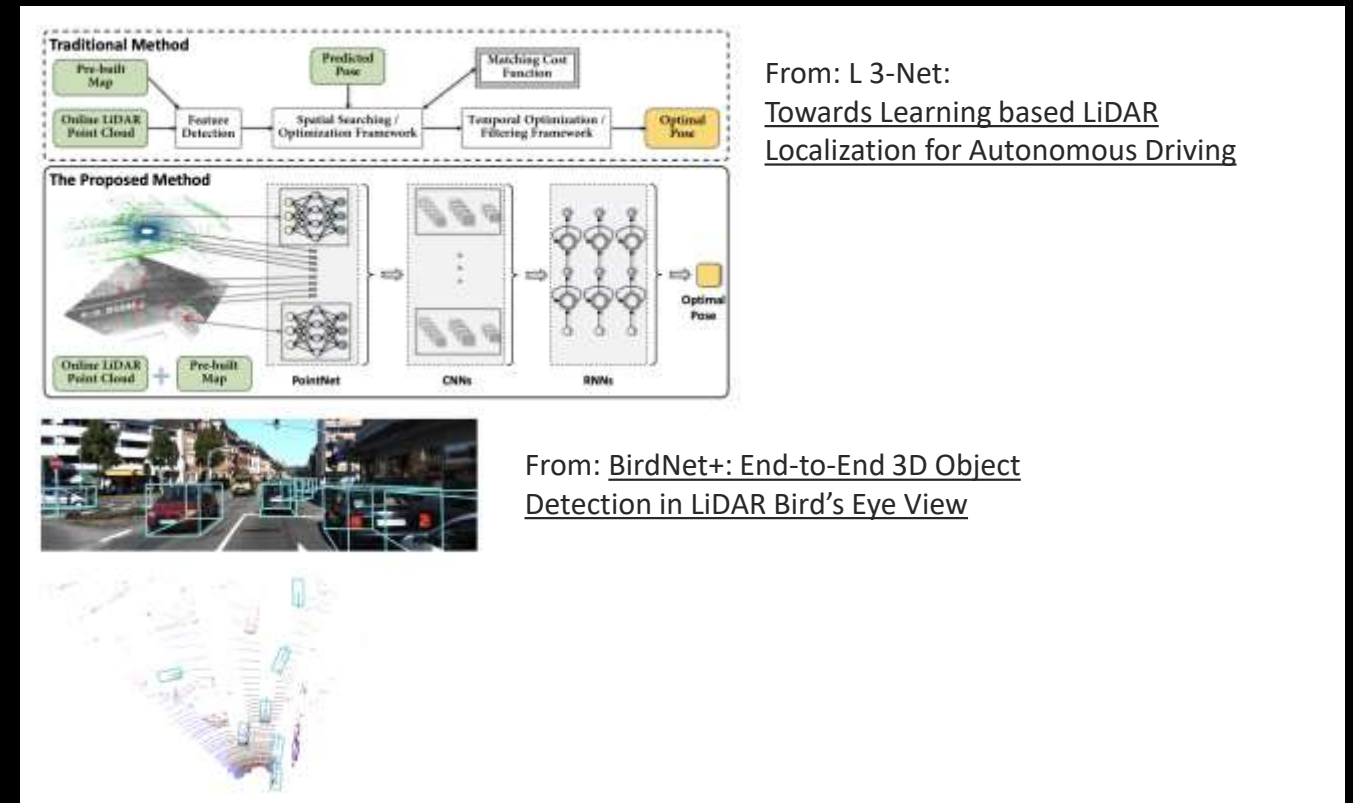 Traditional Method
Pre-built
Map
Predicted
Pose
Matching Cost
Function
Online LiDAR
Point Cloud
Feature
Detection
Spatial Searching /
Optimization Framework
Temporal Optimization /
Filtering Framework
Optimal
Pose
The Proposed Method
Optimal
Pose
Online LiDAR
Point Cloud
+
Pre-built
Map
PointNet
CNNs
RNNs
From: L 3-Net:
Towards Learning based LiDAR
Localization for Autonomous Driving
From: BirdNet+: End-to-End 3D Object
Detection in LiDAR Bird’s Eye View